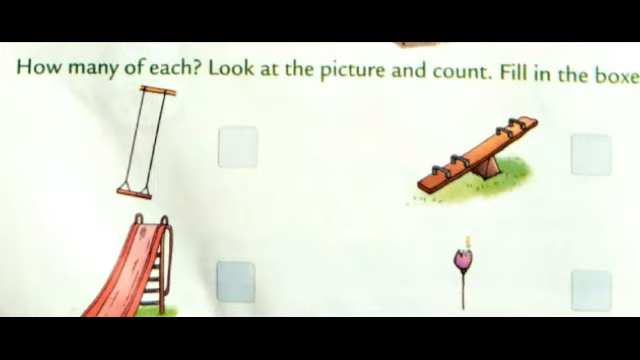 How many of each? Look at the picture and count. Fill in the boxe